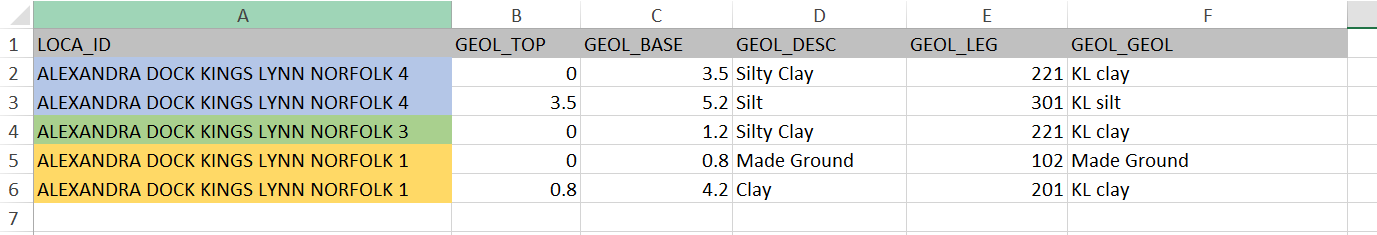 A B C D E F
1 LOCA_ID GEOL_TOP GEOL_BASE GEOL_DESC GEOL_LEG GEOL_GEOL
2 ALEXANDRA DOCK KINGS LYNN NORFOLK 4 0 3.5 Silty Clay 221 KL clay
3 ALEXANDRA DOCK KINGS LYNN NORFOLK 4 3.5 5.2 Silt 301 KL silt
4 ALEXANDRA DOCK KINGS LYNN NORFOLK 3 0 1.2 Silty Clay 221 KL clay
5 ALEXANDRA DOCK KINGS LYNN NORFOLK 1 0 0.8 Made Ground 102 Made Ground
6 ALEXANDRA DOCK KINGS LYNN NORFOLK 1 0.8 4.2 Clay 201 KL clay
7